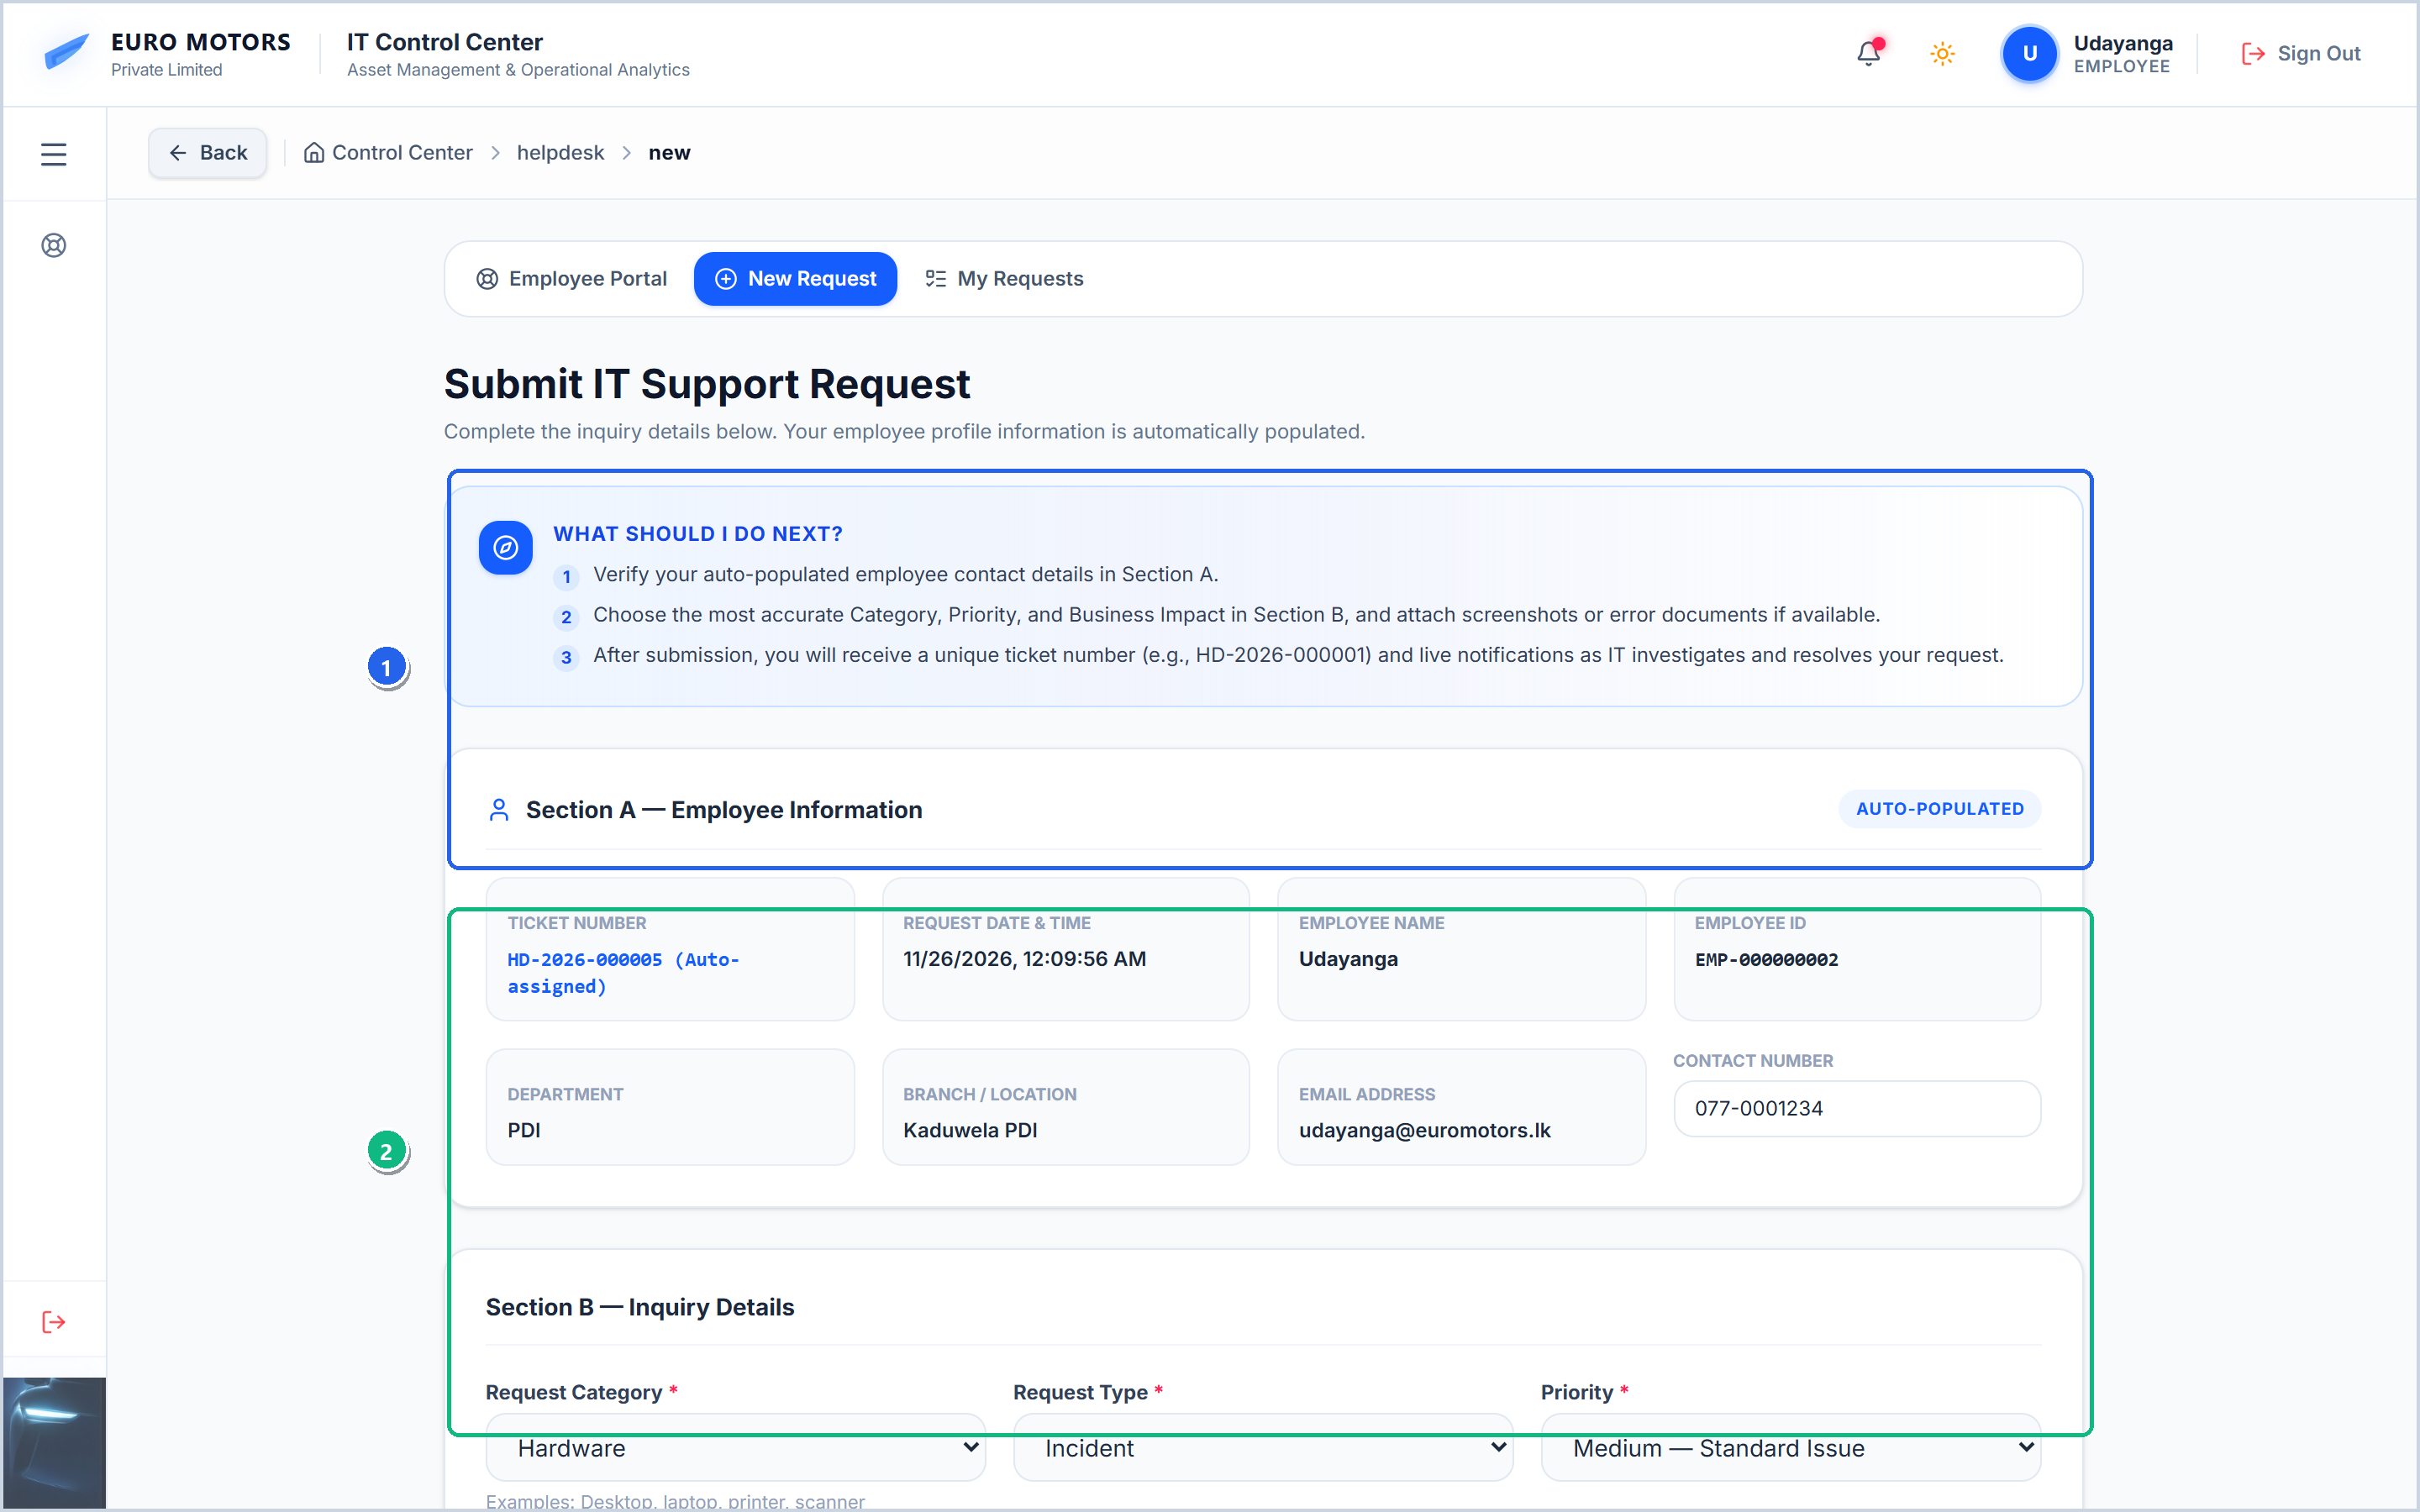 EURO MOTORS
Private Limited
IT Control Center
Asset Management & Operational Analytics
U
Udayanga
EMPLOYEE
Sign Out
Back
Control Center
helpdesk
new
Employee Portal
New Request
My Requests
Submit IT Support Request
Complete the inquiry details below. Your employee profile information is automatically populated.
WHAT SHOULD I DO NEXT?
1 Verify your auto-populated employee contact details in Section A.
2 Choose the most accurate Category, Priority, and Business Impact in Section B, and attach screenshots or error documents if available.
3 After submission, you will receive a unique ticket number (e.g., HD-2026-000001) and live notifications as IT investigates and resolves your request.
1
Section A — Employee Information
AUTO-POPULATED
TICKET NUMBER
HD-2026-000005 (Auto-
assigned)
REQUEST DATE & TIME
11/26/2026, 12:09:56 AM
EMPLOYEE NAME
Udayanga
EMPLOYEE ID
EMP-000000002
DEPARTMENT
PDI
BRANCH / LOCATION
Kaduwela PDI
EMAIL ADDRESS
udayanga@euromotors.lk
CONTACT NUMBER
077-0001234
2
Section B — Inquiry Details
Request Category *
Hardware
Request Type *
Incident
Priority *
Medium — Standard Issue
Examples: Desktop, laptop, printer, scanner